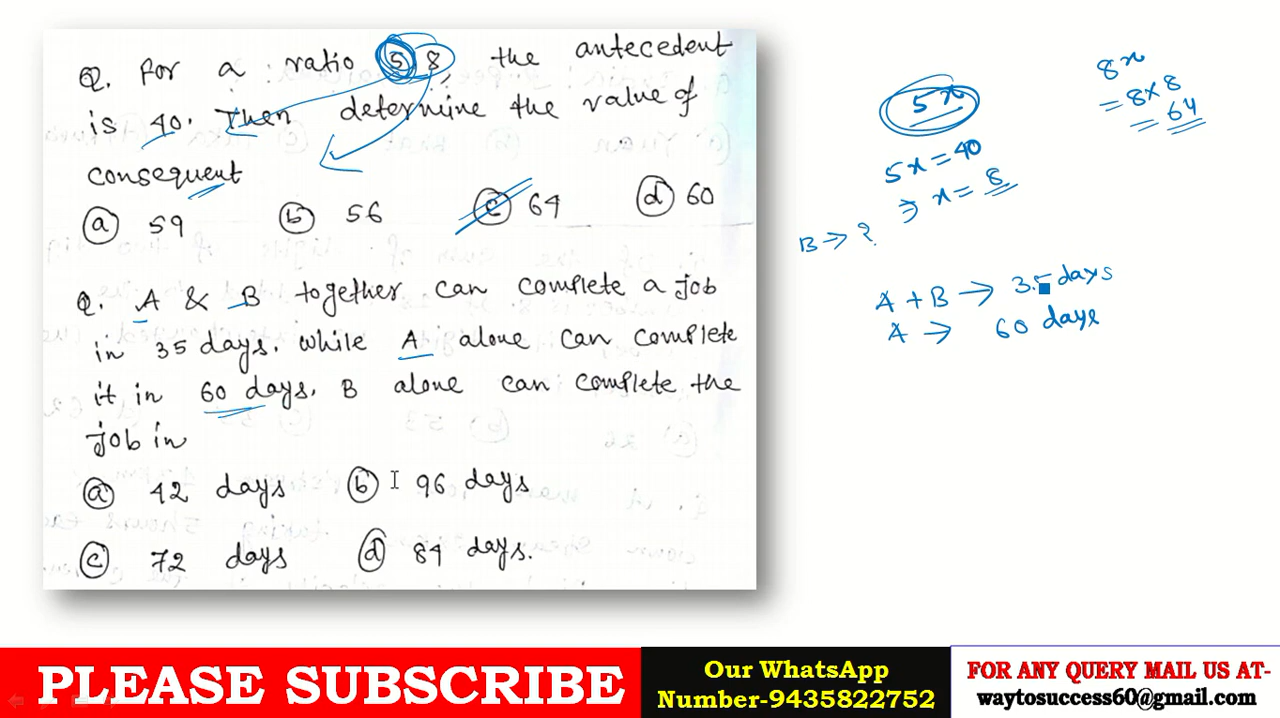 Q. For a ratio 5:8, the antecedent
is 40. Then determine the value of
consequent
(a) 59 (b) 56 (c) 64 (d) 60
Q. A & B together can complete a job
in 35 days, while A alone can complete
it in 60 days. B alone can complete the
job in
(a) 42 days (b) 96 days
(c) 72 days (d) 84 days.
5x
5x = 40
⇒ x = 8
8x
= 8 × 8
= 64
B → ?
A + B → 35 days
A → 60 days
PLEASE SUBSCRIBE
Our WhatsApp
Number-9435822752
FOR ANY QUERY MAIL US AT-
waytosuccess60@gmail.com